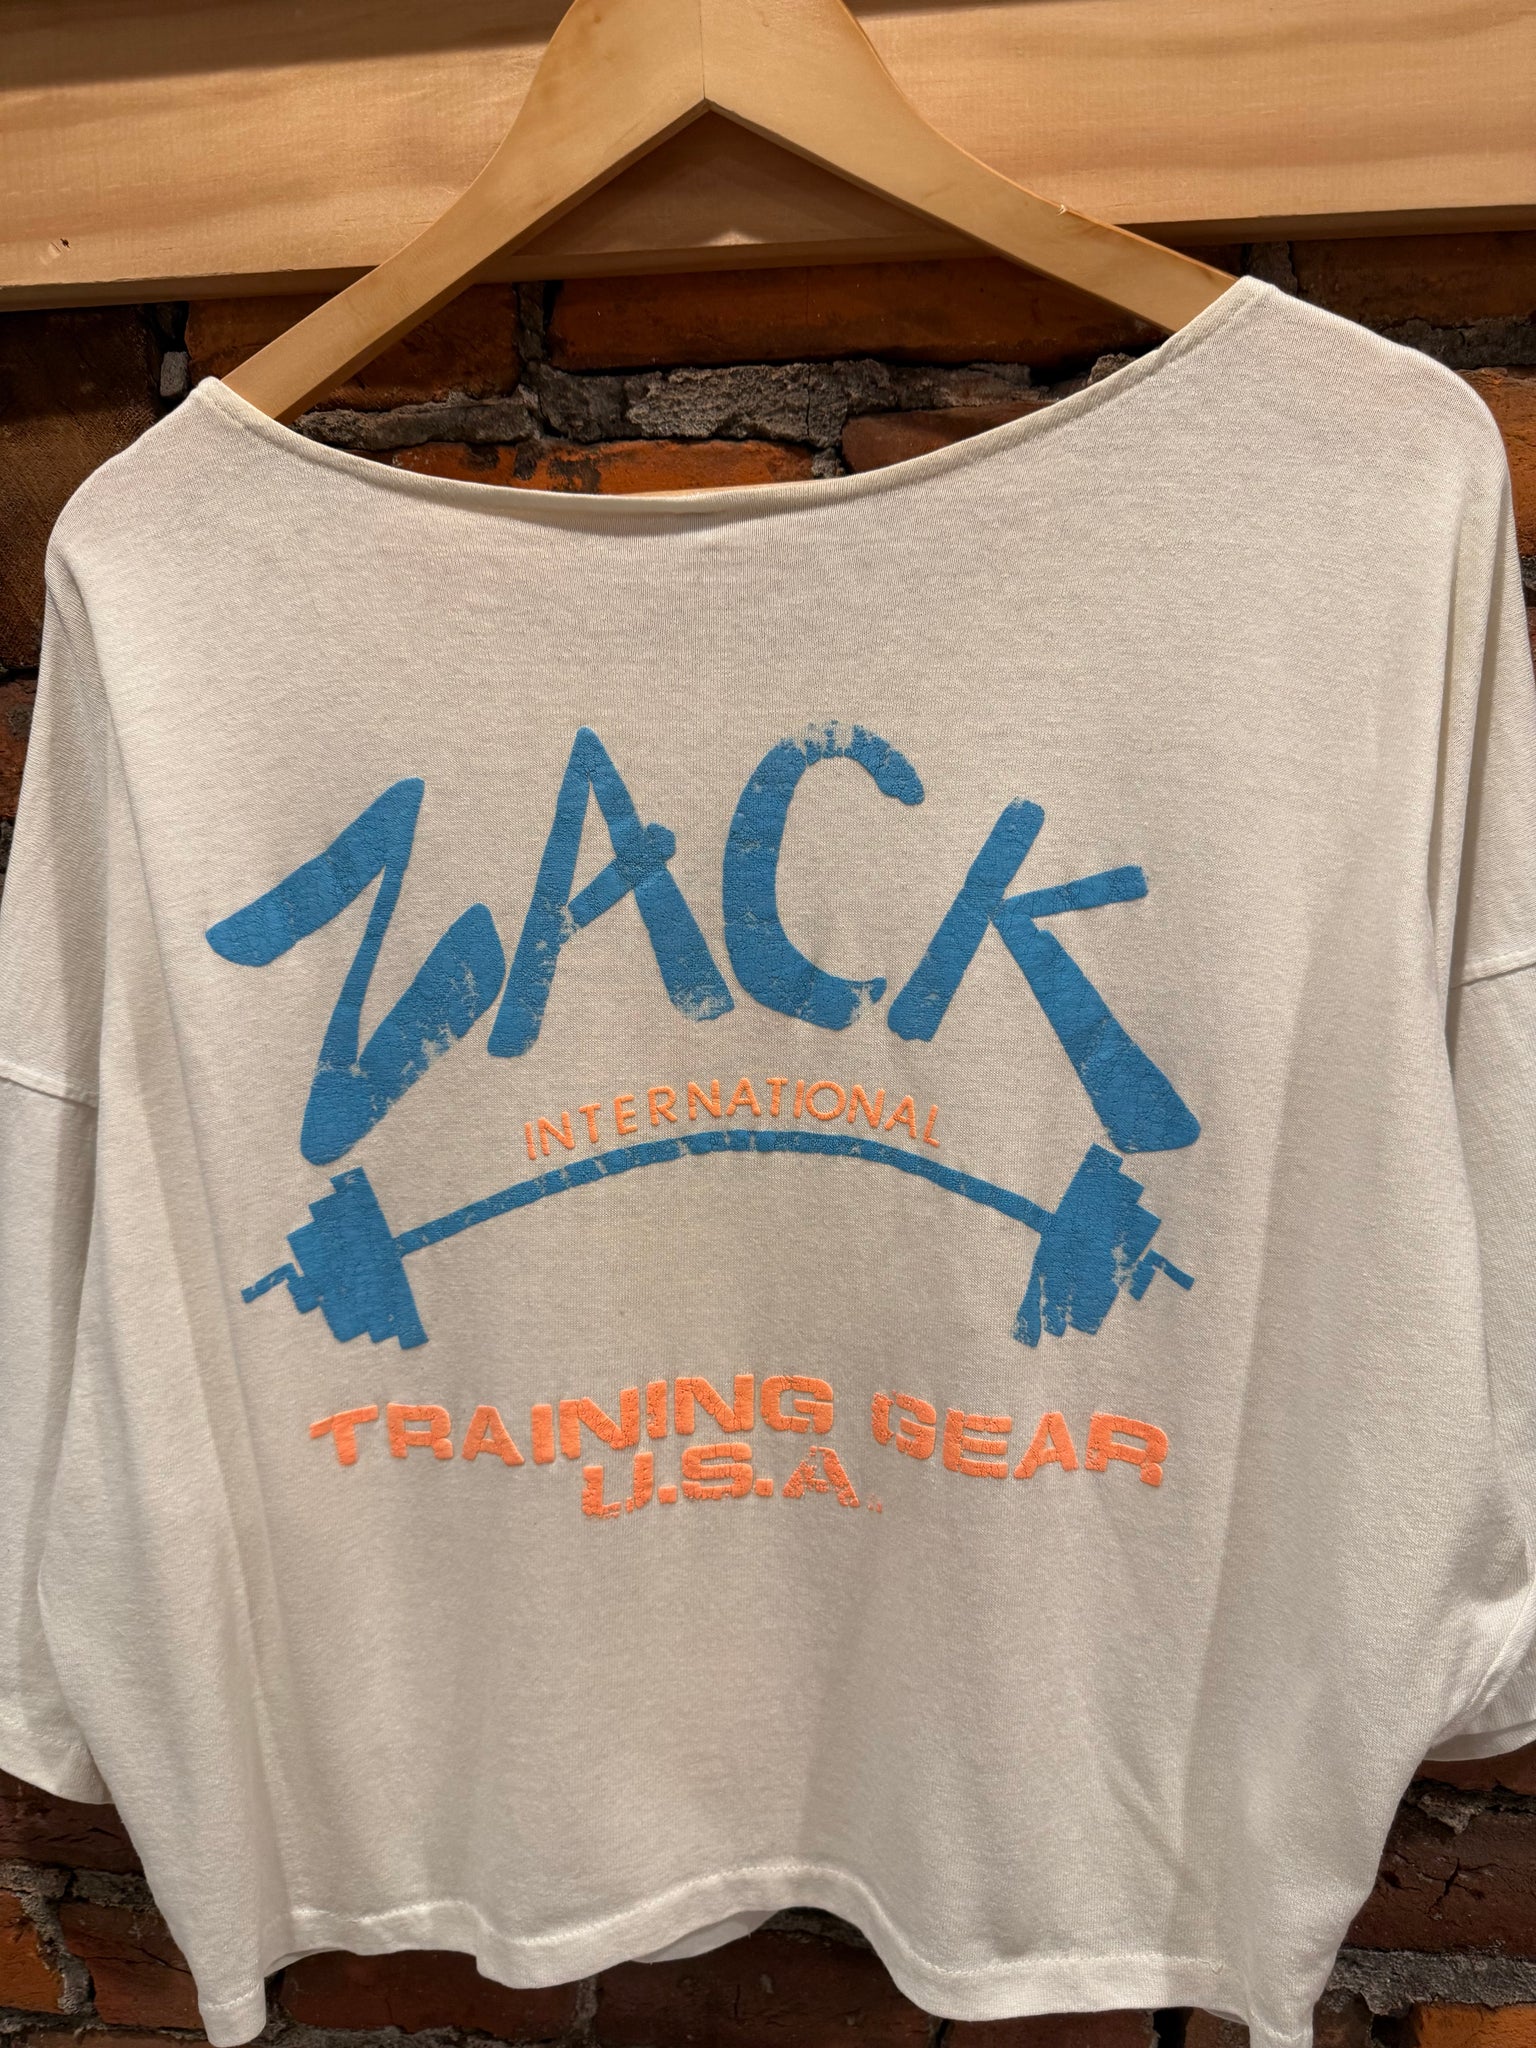 ZACK
INTERNATIONAL
TRAINING GEAR
U.S.A.